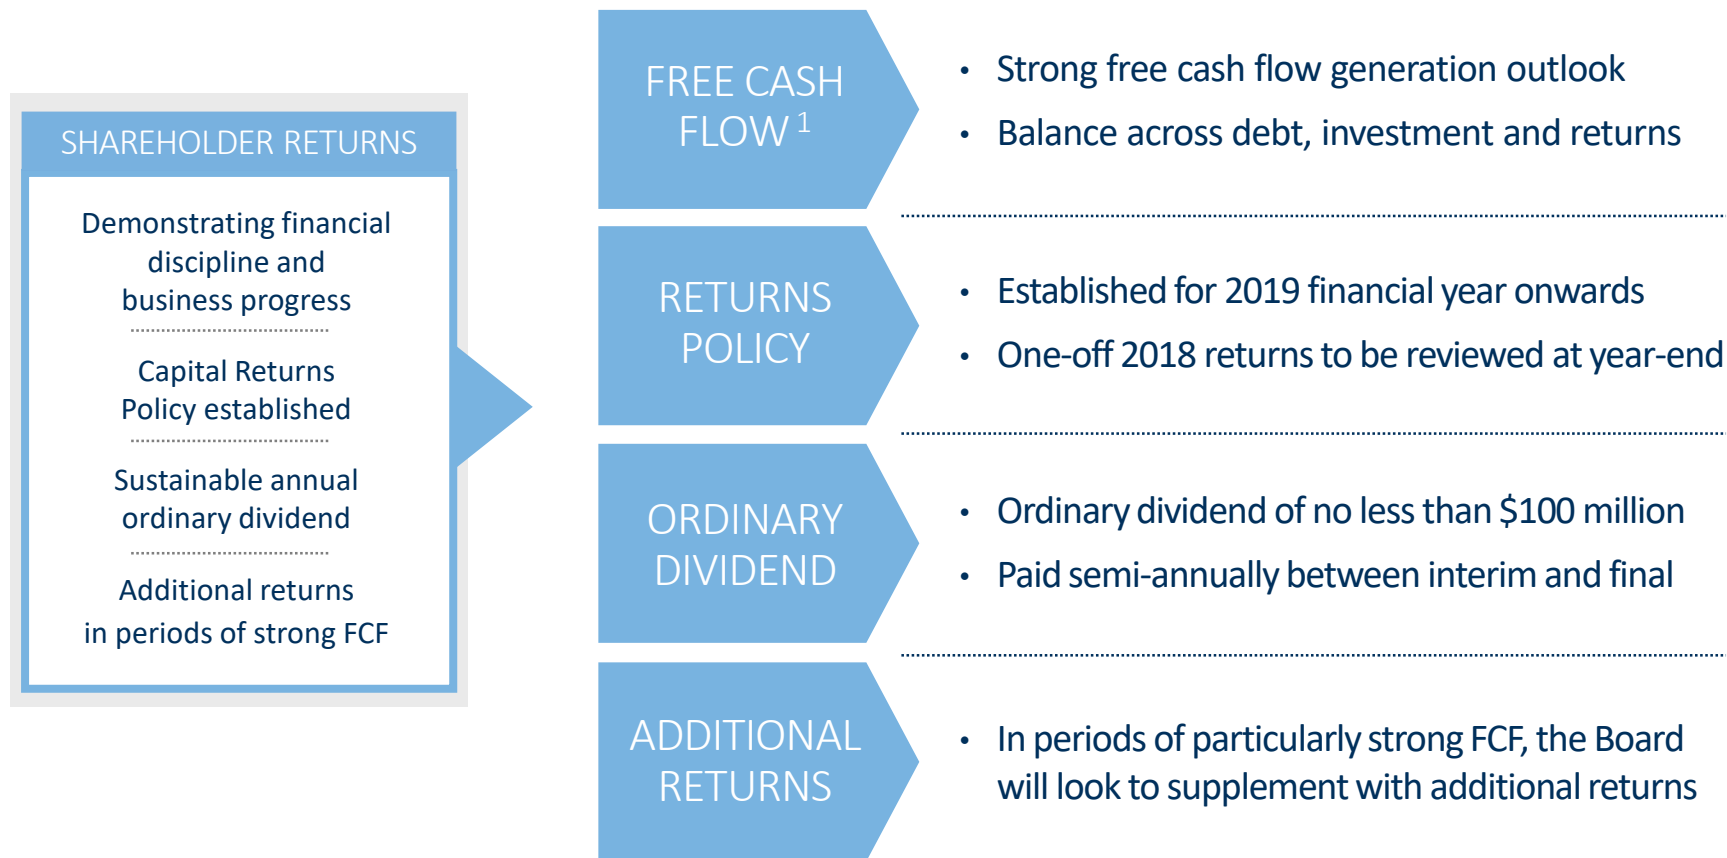 SHAREHOLDER RETURNS
Demonstrating financial
discipline and
business progress
Capital Returns
Policy established
Sustainable annual
ordinary dividend
Additional returns
in periods of strong FCF
FREE CASH
FLOW 1
• Strong free cash flow generation outlook
• Balance across debt, investment and returns
RETURNS
POLICY
• Established for 2019 financial year onwards
• One-off 2018 returns to be reviewed at year-end
ORDINARY
DIVIDEND
• Ordinary dividend of no less than $100 million
• Paid semi-annually between interim and final
ADDITIONAL
RETURNS
• In periods of particularly strong FCF, the Board
will look to supplement with additional returns